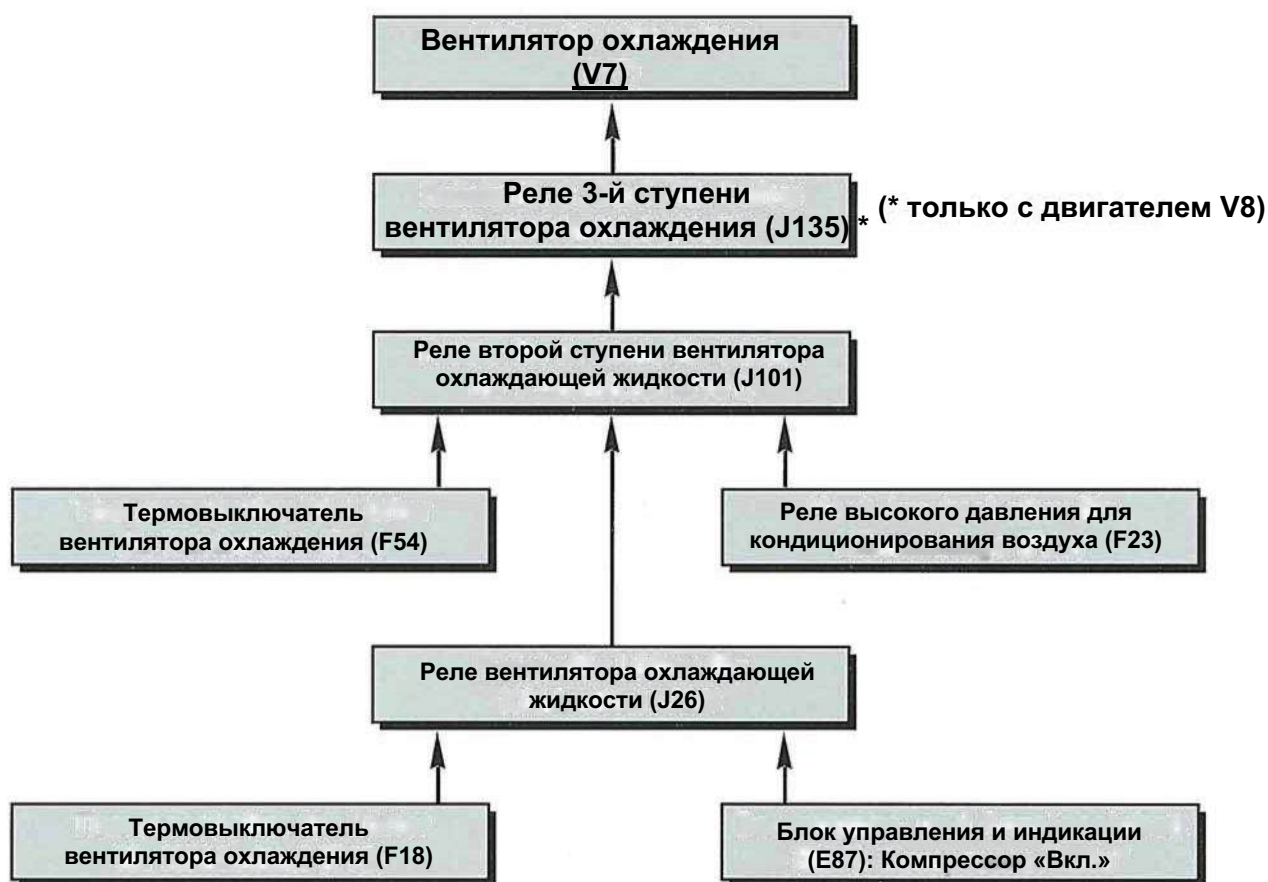 Вентилятор охлаждения
(V7)
Реле 3-й ступени
вентилятора охлаждения (J135) *
(* только с двигателем V8)
Реле второй ступени вентилятора
охлаждающей жидкости (J101)
Термовыключатель
вентилятора охлаждения (F54)
Реле высокого давления для
кондиционирования воздуха (F23)
Реле вентилятора охлаждающей
жидкости (J26)
Термовыключатель
вентилятора охлаждения (F18)
Блок управления и индикации
(E87): Компрессор «Вкл.»